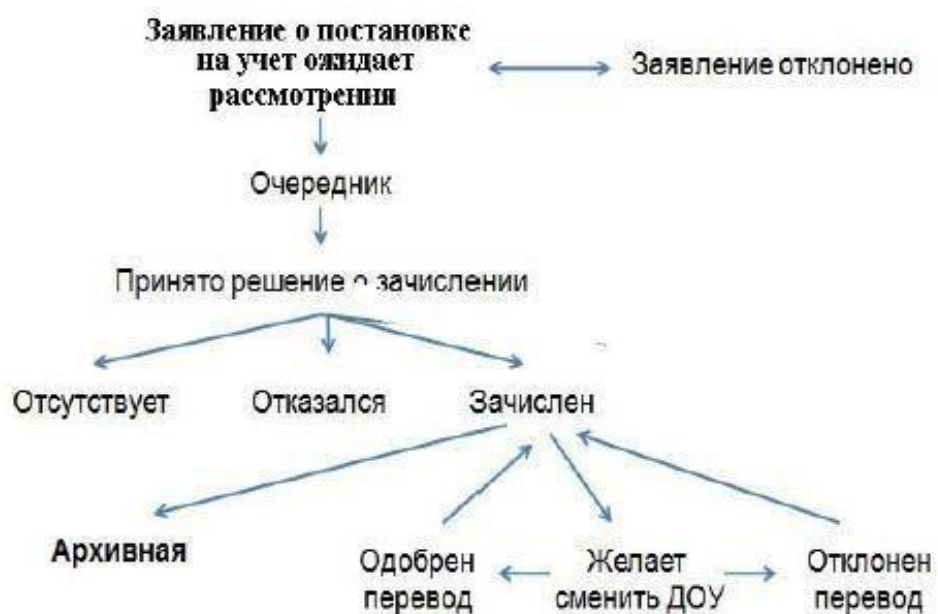 Заявление о постановке
на учет ожидает
рассмотрения
Заявление отклонено
Очередник
Принято решение о зачислении
Отсутствует
Отказался
Зачислен
Архивная
Одобрен
перевод
Желает
сменить ДОУ
Отклонен
перевод